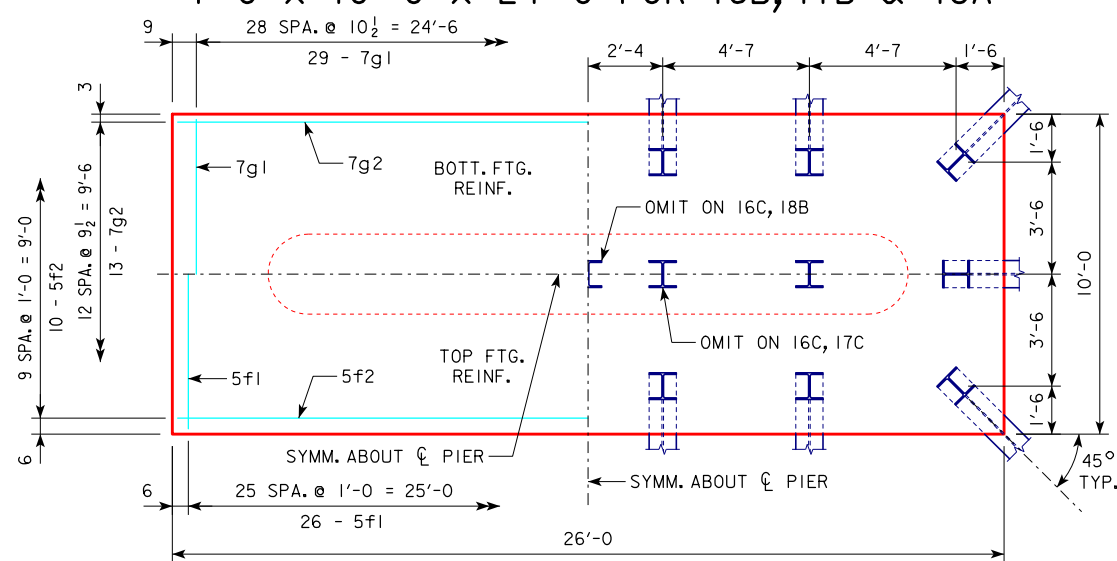 X X FOR &
9
28 SPA. @ 10½ = 24'-6
29 - 7g1
2'-4
4'-7
4'-7
1'-6
3
7g1
7g2
BOTT. FTG.
REINF.
OMIT ON 16C, 18B
1'-6
3'-6
10'-0
3'-6
1'-6
9 SPA. @ 1'-0 = 9'-0
10 - 5f2
12 SPA. @ 9½ = 9'-6
13 - 7g2
OMIT ON 16C, 17C
TOP FTG.
REINF.
5f1
5f2
6
SYMM. ABOUT ℄ PIER
SYMM. ABOUT ℄ PIER
45°
TYP.
6
25 SPA. @ 1'-0 = 25'-0
26 - 5f1
26'-0